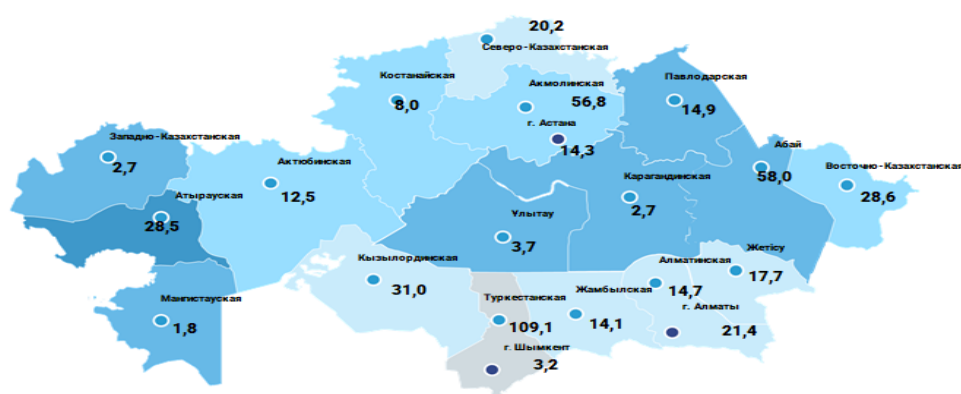 20,2
Северо-Казахстанская
Костанайская
8,0
Акмолинская
56,8
г. Астана
14,3
Павлодарская
14,9
Западно-Казахстанская
2,7
Актюбинская
12,5
Атырауская
28,5
Абай
58,0
Восточно-Казахстанская
28,6
Карагандинская
2,7
Ұлытау
3,7
Кызылординская
31,0
Мангистауская
1,8
Туркестанская
109,1
г. Шымкент
3,2
Жамбылская
14,1
Алматинская
14,7
Жетісу
17,7
г. Алматы
21,4